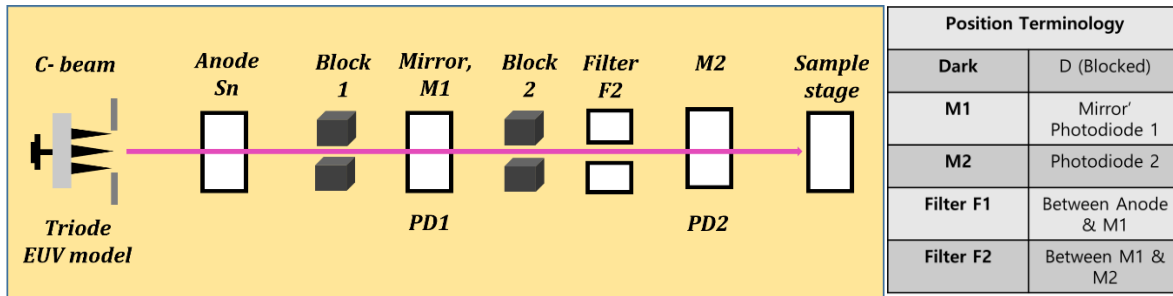 C- beam
Anode
Sn
Block
1
Mirror,
M1
Block
2
Filter
F2
M2
Sample
stage
Triode
EUV model
PD1
PD2
Position Terminology
Dark
D (Blocked)
M1
Mirror’
Photodiode 1
M2
Photodiode 2
Filter F1
Between Anode
& M1
Filter F2
Between M1 &
M2